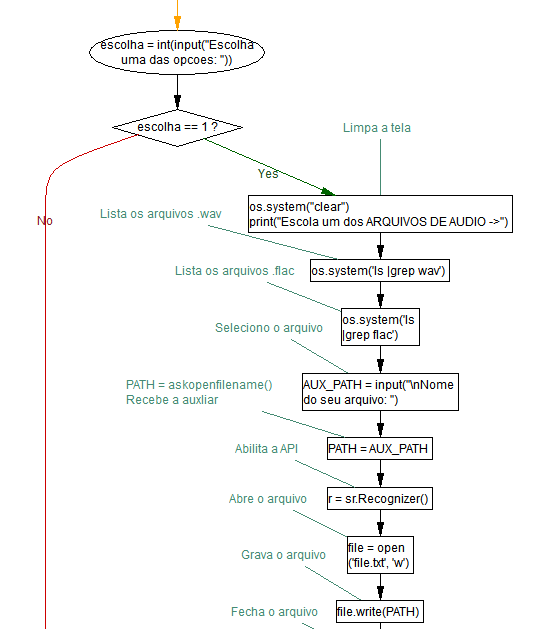 escolha = int(input("Escolha
uma das opcoes: "))
escolha == 1 ?
Limpa a tela
Yes
No
os.system("clear")
print("Escola um dos ARQUIVOS DE AUDIO ->")
Lista os arquivos .wav
os.system('ls |grep wav')
Lista os arquivos .flac
os.system('ls
|grep flac')
Seleciono o arquivo
AUX_PATH = input("\nNome
do seu arquivo: ")
PATH = askopenfilename()
Recebe a auxliar
PATH = AUX_PATH
Abilita a API
r = sr.Recognizer()
Abre o arquivo
file = open
('file.txt', 'w')
Grava o arquivo
file.write(PATH)
Fecha o arquivo